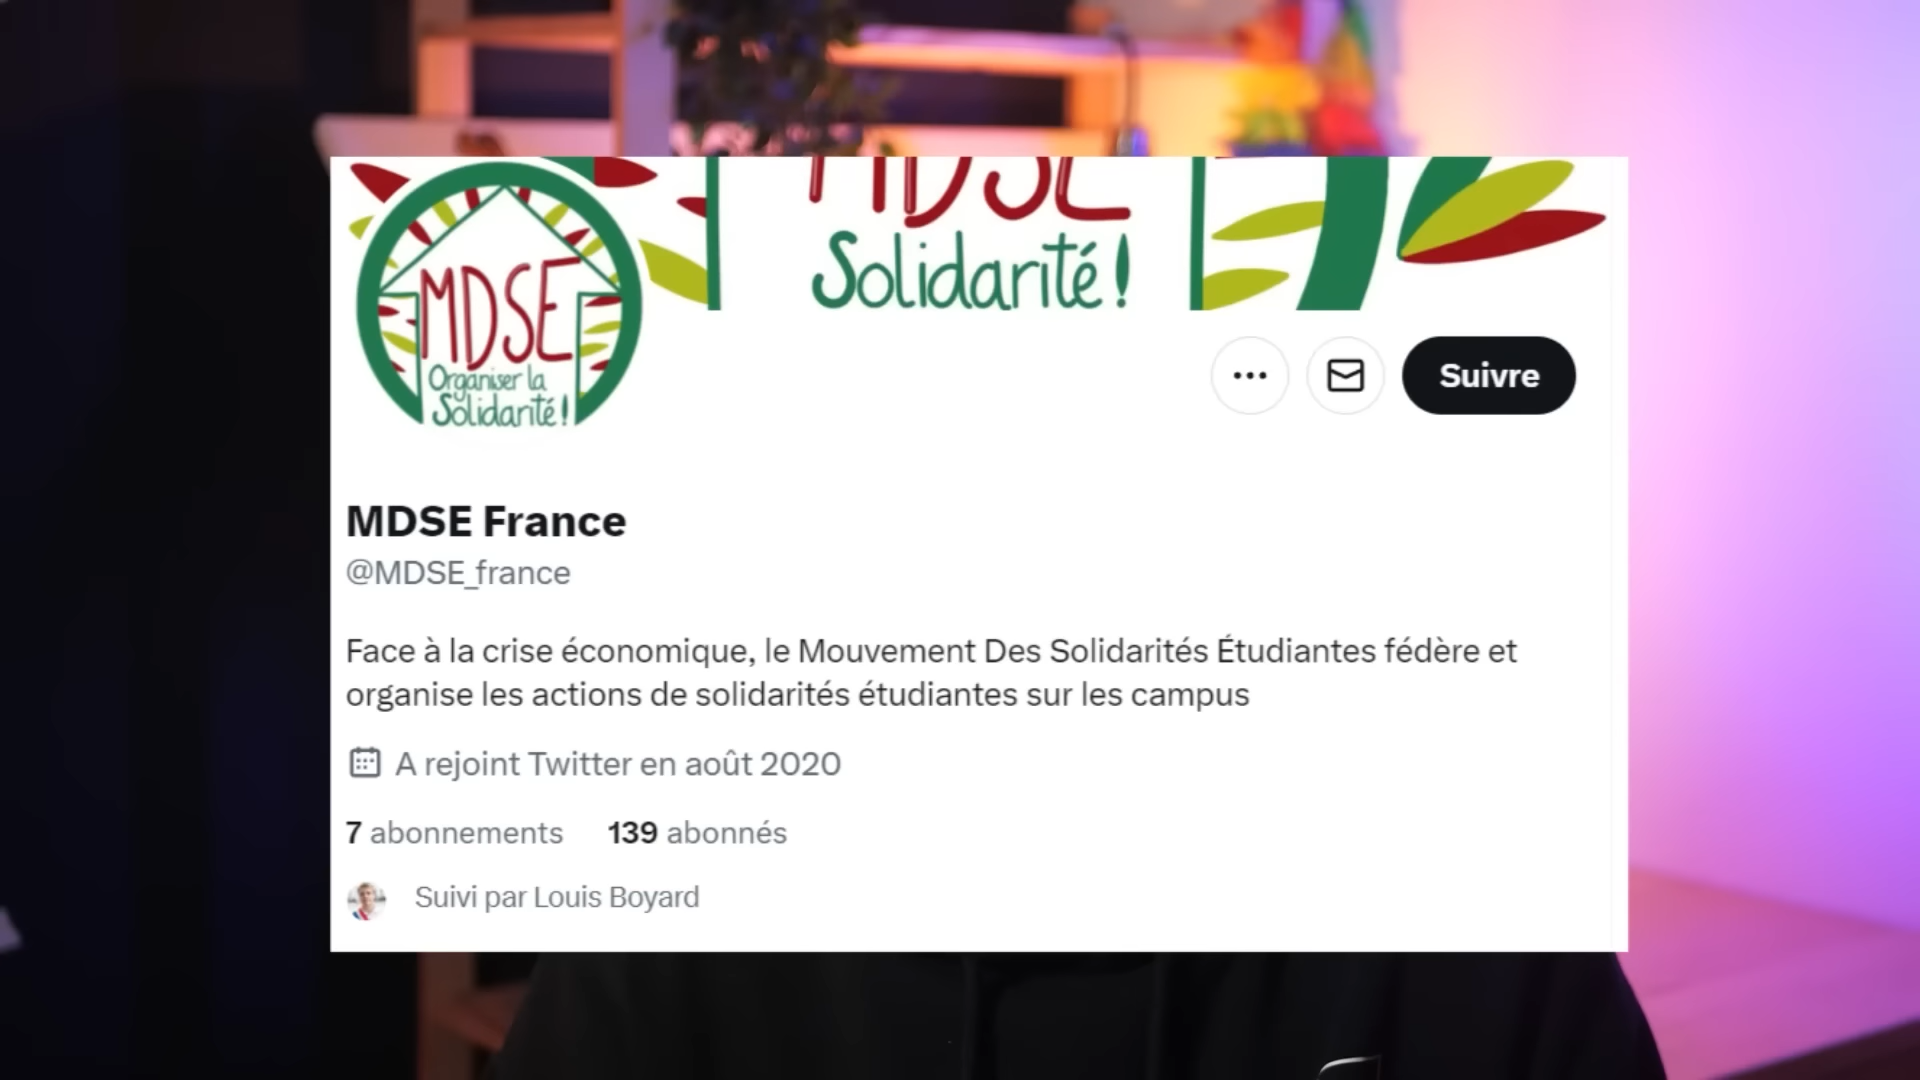 MDSE
Solidarité !
MDSE
Organiser la
Solidarité !
Suivre
MDSE France
@MDSE_france
Face à la crise économique, le Mouvement Des Solidarités Étudiantes fédère et
organise les actions de solidarités étudiantes sur les campus
A rejoint Twitter en août 2020
7 abonnements 139 abonnés
Suivi par Louis Boyard